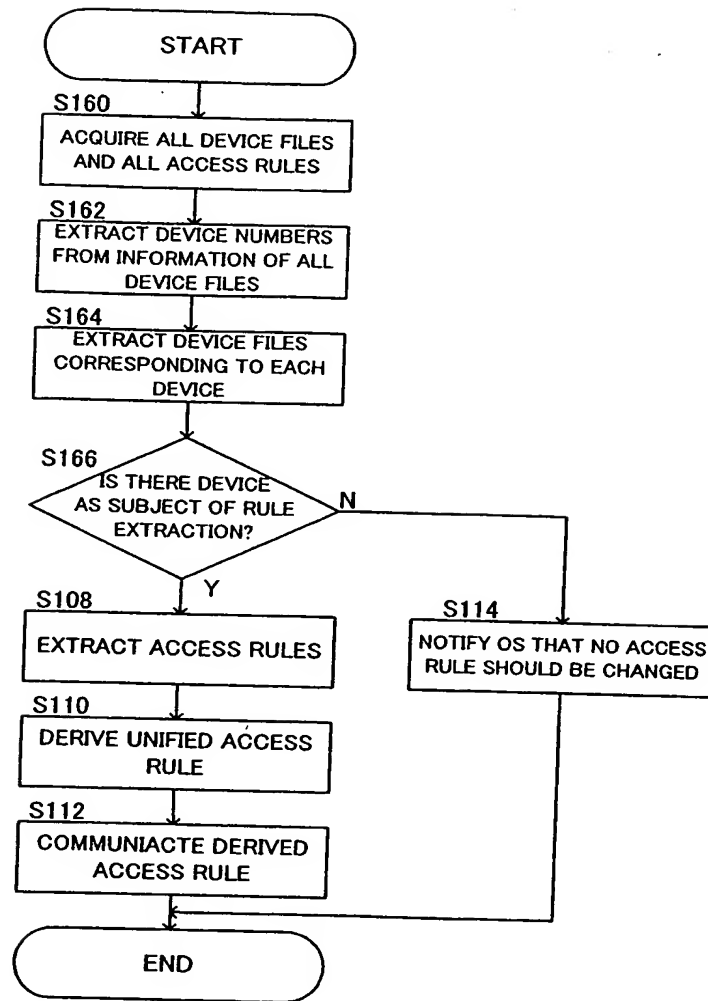 START
S160
ACQUIRE ALL DEVICE FILES
AND ALL ACCESS RULES
S162
EXTRACT DEVICE NUMBERS
FROM INFORMATION OF ALL
DEVICE FILES
S164
EXTRACT DEVICE FILES
CORRESPONDING TO EACH
DEVICE
S166
IS THERE DEVICE
AS SUBJECT OF RULE
EXTRACTION?
N
Y
S108
EXTRACT ACCESS RULES
S114
NOTIFY OS THAT NO ACCESS
RULE SHOULD BE CHANGED
S110
DERIVE UNIFIED ACCESS
RULE
S112
COMMUNIACTE DERIVED
ACCESS RULE
END